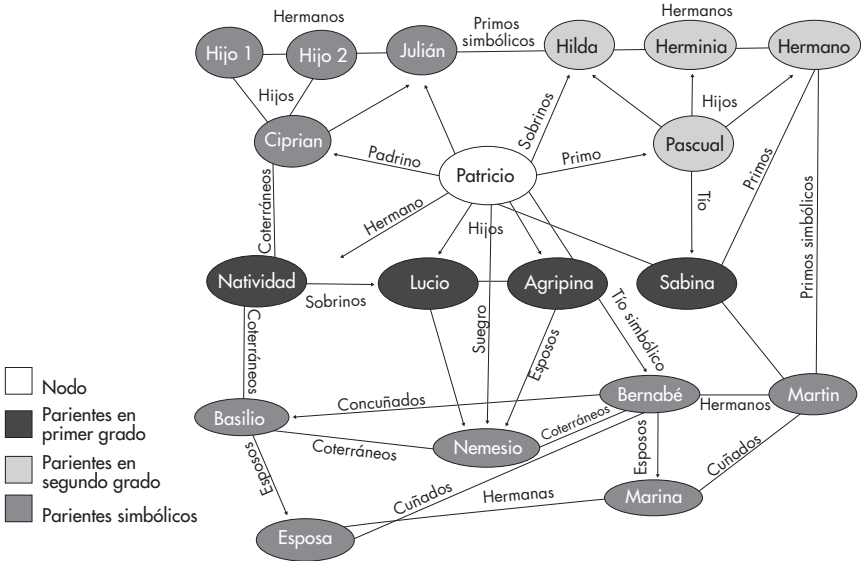 Hermanos
Hermanos
Hijo 1
Hijo 2
Julián
Primos
simbólicos
Hilda
Herminia
Hermano
Hijos
Sobrinos
Hijos
Ciprian
Padrino
Patricio
Primo
Pascual
Primos
Primos simbólicos
Coterráneos
Hermano
Hijos
Tío
Natividad
Sobrinos
Lucio
Agripina
Sabina
Coterráneos
Suegro
Esposos
Tío simbólico
Basilio
Concuñados
Bernabé
Hermanos
Martin
Coterráneos
Nemesio
Coterráneos
Esposos
Cuñados
Esposos
Cuñados
Hermanas
Marina
Esposa
Nodo
Parientes en
primer grado
Parientes en
segundo grado
Parientes simbólicos